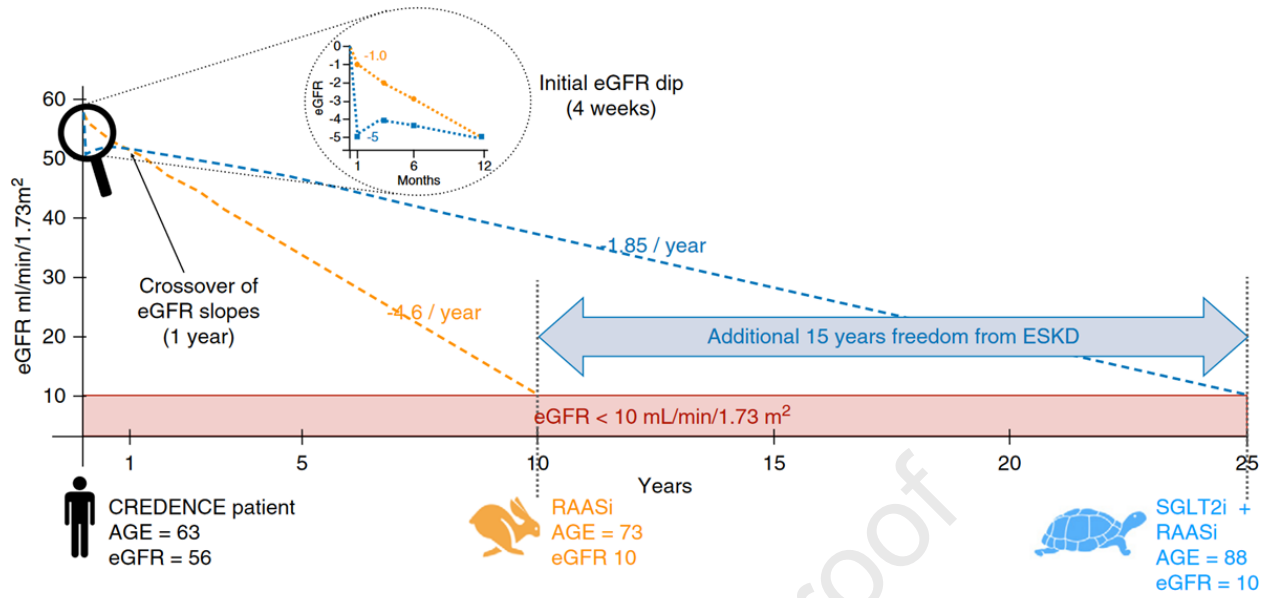 0
-1
-2
-3
-4
-5
eGFR
-1.0
-5
1
6
12
Months
Initial eGFR dip
(4 weeks)
60
50
40
30
20
10
eGFR ml/min/1.73m²
Crossover of
eGFR slopes
(1 year)
-4.6 / year
-1.85 / year
Additional 15 years freedom from ESKD
eGFR < 10 mL/min/1.73 m²
1
5
10
15
20
25
Years
CREDENCE patient
AGE = 63
eGFR = 56
RAASi
AGE = 73
eGFR 10
SGLT2i +
RAASi
AGE = 88
eGFR = 10
roof